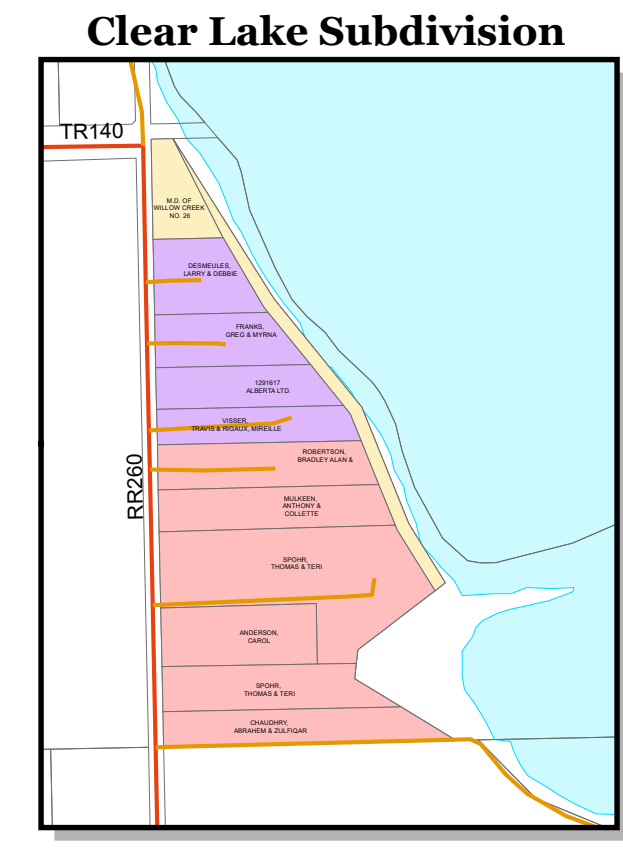 Clear Lake Subdivision
TR140
M.D. OF
WILLOW CREEK
NO. 26
DESMEULES,
LARRY & DEBBIE
FRANKS,
GREG & MYRNA
1291617
ALBERTA LTD.
VISSER,
TRAVIS & RIGAUX, MIREILLE
ROBERTSON,
BRADLEY ALAN &
RR260
MULKEEN,
ANTHONY &
COLLETTE
SPOHR,
THOMAS & TERI
ANDERSON,
CAROL
SPOHR,
THOMAS & TERI
CHAUDHRY,
ABRAHEM & ZULFIQAR